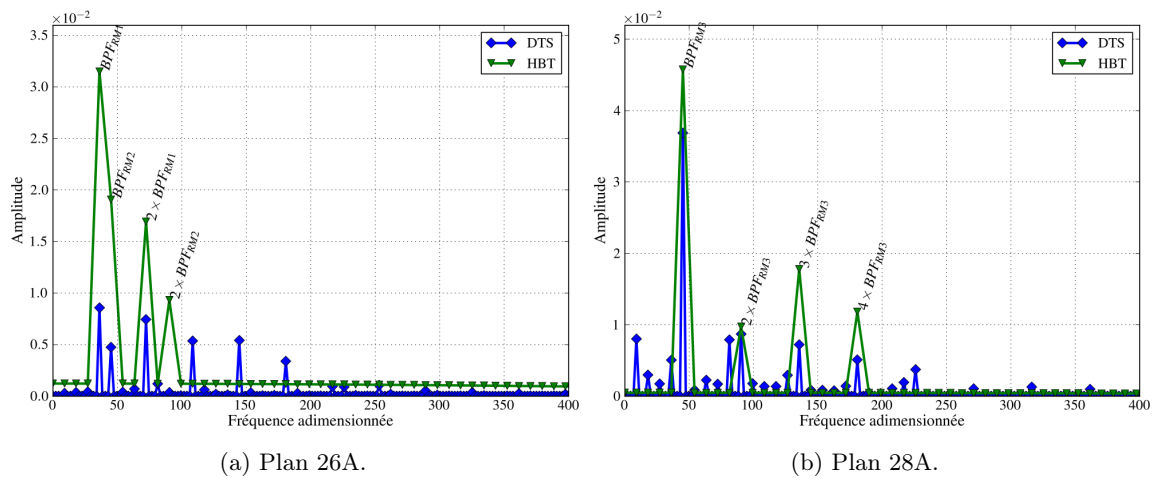 ×10⁻²
3.5
3.0
2.5
2.0
1.5
1.0
0.5
0.0
Amplitude
BPF_RM1
BPF_RM2
2 × BPF_RM1
2 × BPF_RM2
DTS
HBT
0 50 100 150 200 250 300 350 400
Fréquence adimensionnée
(a) Plan 26A.
×10⁻²
5
4
3
2
1
0
Amplitude
BPF_RM3
2 × BPF_RM3
3 × BPF_RM3
4 × BPF_RM3
DTS
HBT
0 50 100 150 200 250 300 350 400
Fréquence adimensionnée
(b) Plan 28A.